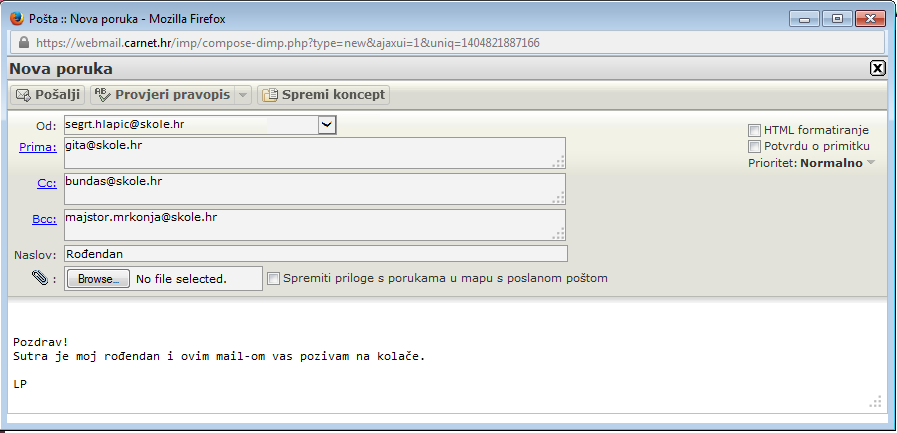 Pošta :: Nova poruka - Mozilla Firefox
https://webmail.carnet.hr/imp/compose-dimp.php?type=new&ajaxui=1&uniq=1404821887166
Nova poruka
Pošalji Provjeri pravopis Spremi koncept
Od: segrt.hlapic@skole.hr
HTML formatiranje
Prima: gita@skole.hr
Potvrdu o primitku
Prioritet: Normalno
Cc: bundas@skole.hr
Bcc: majstor.mrkonja@skole.hr
Naslov: Rođendan
: Browse... No file selected. Spremiti priloge s porukama u mapu s poslanom poštom
Pozdrav!
Sutra je moj rođendan i ovim mail-om vas pozivam na kolače.
LP